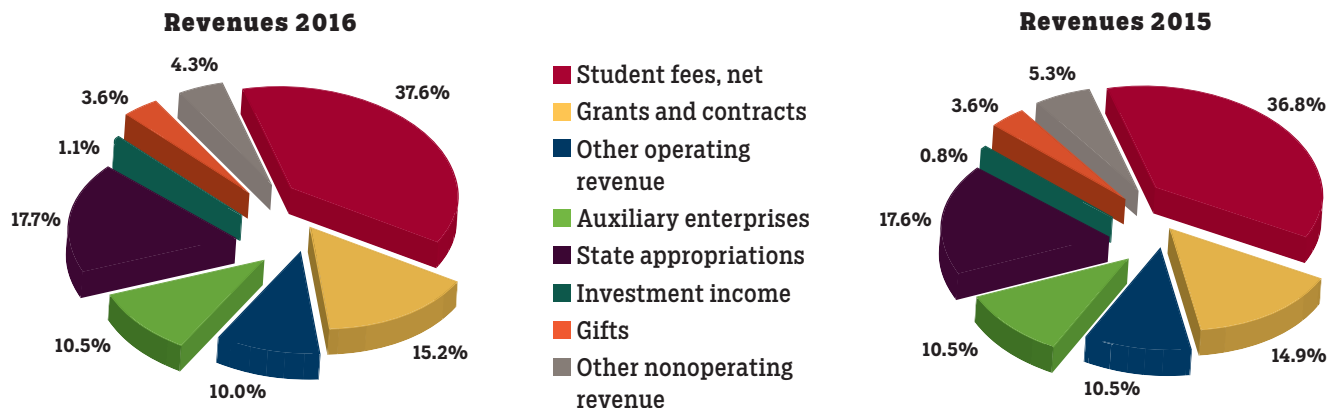 Revenues 2016
4.3%
3.6%
37.6%
1.1%
17.7%
10.5%
15.2%
10.0%
Student fees, net
Grants and contracts
Other operating
revenue
Auxiliary enterprises
State appropriations
Investment income
Gifts
Other nonoperating
revenue
Revenues 2015
5.3%
3.6%
36.8%
0.8%
17.6%
10.5%
14.9%
10.5%